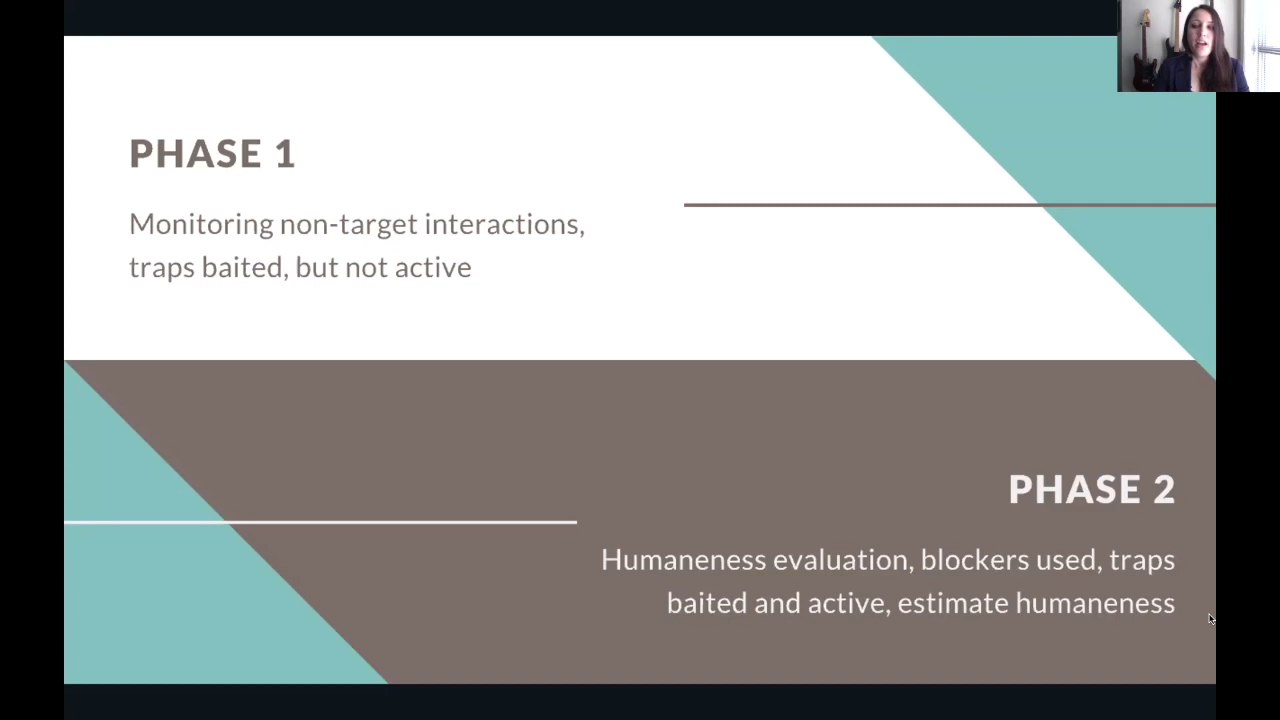 PHASE 1
Monitoring non-target interactions,
traps baited, but not active
PHASE 2
Humaneness evaluation, blockers used, traps
baited and active, estimate humaneness